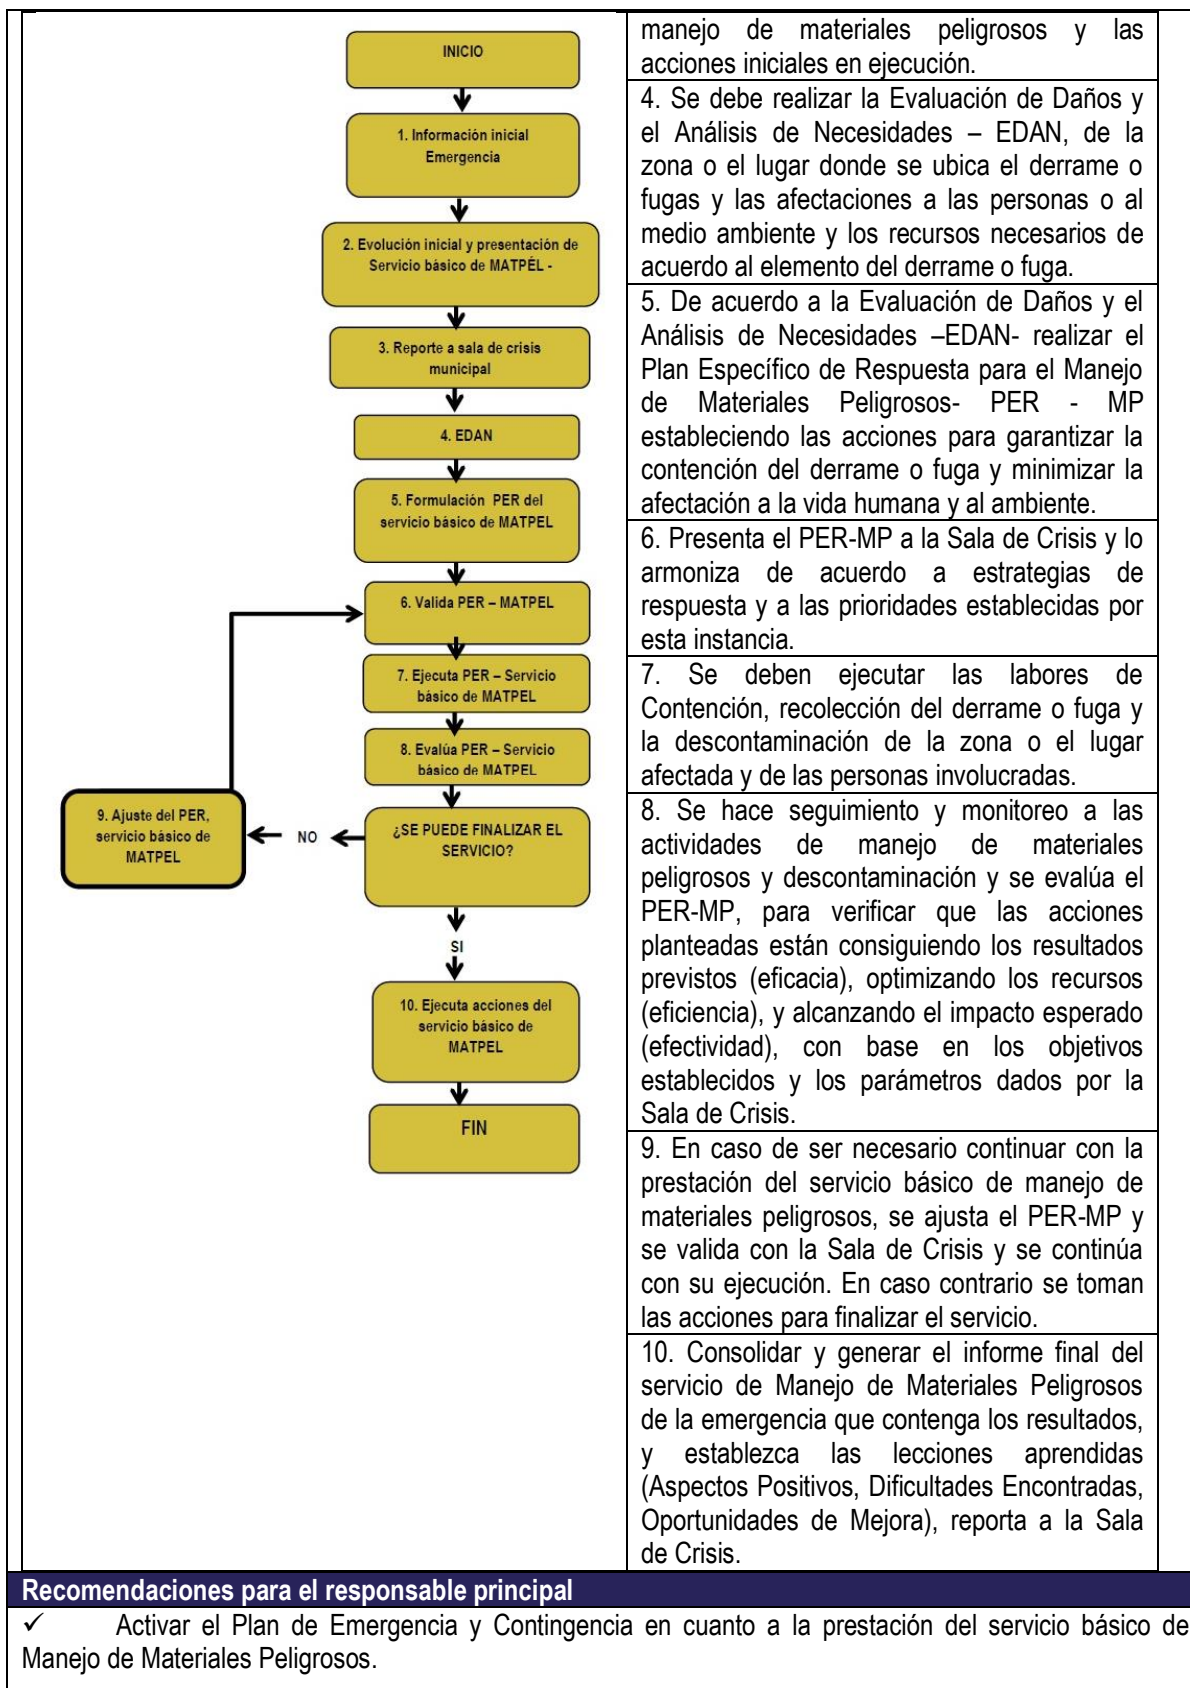 INICIO
1. Información inicial
Emergencia
2. Evolución inicial y presentación de
Servicio básico de MATPÉL -
3. Reporte a sala de crisis
municipal
4. EDAN
5. Formulación PER del
servicio básico de MATPEL
6. Valida PER – MATPEL
7. Ejecuta PER – Servicio
básico de MATPEL
8. Evalúa PER – Servicio
básico de MATPEL
¿SE PUEDE FINALIZAR EL
SERVICIO?
NO
9. Ajuste del PER,
servicio básico de
MATPEL
SI
10. Ejecuta acciones del
servicio básico de
MATPEL
FIN
manejo de materiales peligrosos y las
acciones iniciales en ejecución.
4. Se debe realizar la Evaluación de Daños y
el Análisis de Necesidades – EDAN, de la
zona o el lugar donde se ubica el derrame o
fugas y las afectaciones a las personas o al
medio ambiente y los recursos necesarios de
acuerdo al elemento del derrame o fuga.
5. De acuerdo a la Evaluación de Daños y el
Análisis de Necesidades –EDAN- realizar el
Plan Específico de Respuesta para el Manejo
de Materiales Peligrosos- PER - MP
estableciendo las acciones para garantizar la
contención del derrame o fuga y minimizar la
afectación a la vida humana y al ambiente.
6. Presenta el PER-MP a la Sala de Crisis y lo
armoniza de acuerdo a estrategias de
respuesta y a las prioridades establecidas por
esta instancia.
7. Se deben ejecutar las labores de
Contención, recolección del derrame o fuga y
la descontaminación de la zona o el lugar
afectada y de las personas involucradas.
8. Se hace seguimiento y monitoreo a las
actividades de manejo de materiales
peligrosos y descontaminación y se evalúa el
PER-MP, para verificar que las acciones
planteadas están consiguiendo los resultados
previstos (eficacia), optimizando los recursos
(eficiencia), y alcanzando el impacto esperado
(efectividad), con base en los objetivos
establecidos y los parámetros dados por la
Sala de Crisis.
9. En caso de ser necesario continuar con la
prestación del servicio básico de manejo de
materiales peligrosos, se ajusta el PER-MP y
se valida con la Sala de Crisis y se continúa
con su ejecución. En caso contrario se toman
las acciones para finalizar el servicio.
10. Consolidar y generar el informe final del
servicio de Manejo de Materiales Peligrosos
de la emergencia que contenga los resultados,
y establezca las lecciones aprendidas
(Aspectos Positivos, Dificultades Encontradas,
Oportunidades de Mejora), reporta a la Sala
de Crisis.
Recomendaciones para el responsable principal
✓ Activar el Plan de Emergencia y Contingencia en cuanto a la prestación del servicio básico de
Manejo de Materiales Peligrosos.